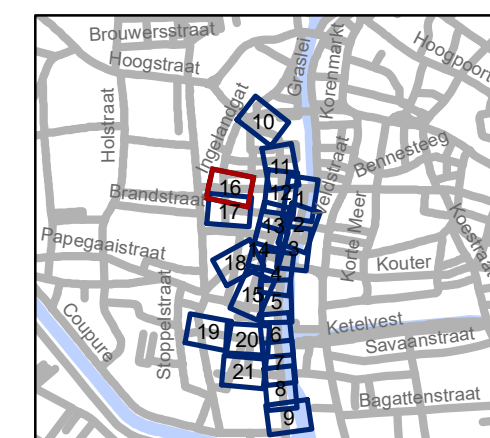 Brouwersstraat
Hoogstraat
Graslei
Korenmarkt
Hoogpoort
Holstraat
Ingelandgat
10
Bennesteeg
11
Veldstraat
16
12
1
Brandstraat
17
Korte Meer
Koestraat
13
2
Papegaaistraat
14
3
18
Kouter
4
15
5
Coupure
Stoppelstraat
19
20
6
Ketelvest
Savaanstraat
21
7
8
Bagattenstraat
9